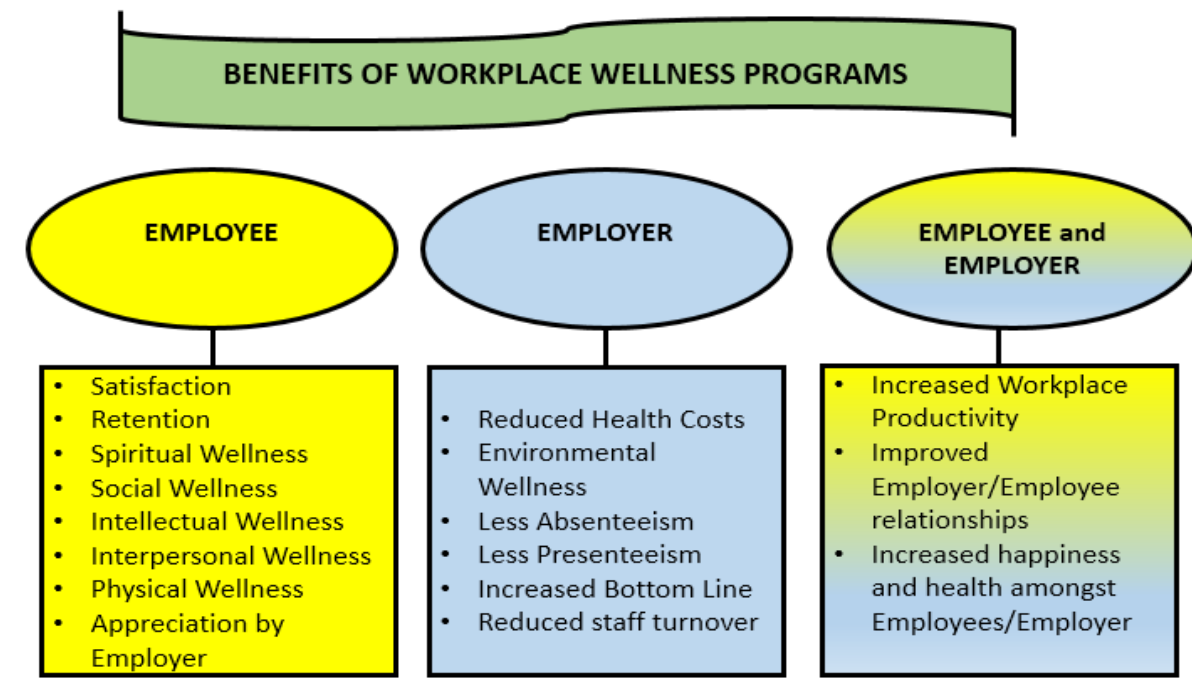 BENEFITS OF WORKPLACE WELLNESS PROGRAMS
EMPLOYEE
• Satisfaction
• Retention
• Spiritual Wellness
• Social Wellness
• Intellectual Wellness
• Interpersonal Wellness
• Physical Wellness
• Appreciation by
Employer
EMPLOYER
• Reduced Health Costs
• Environmental
Wellness
• Less Absenteeism
• Less Presenteeism
• Increased Bottom Line
• Reduced staff turnover
EMPLOYEE and
EMPLOYER
• Increased Workplace
Productivity
• Improved
Employer/Employee
relationships
• Increased happiness
and health amongst
Employees/Employer